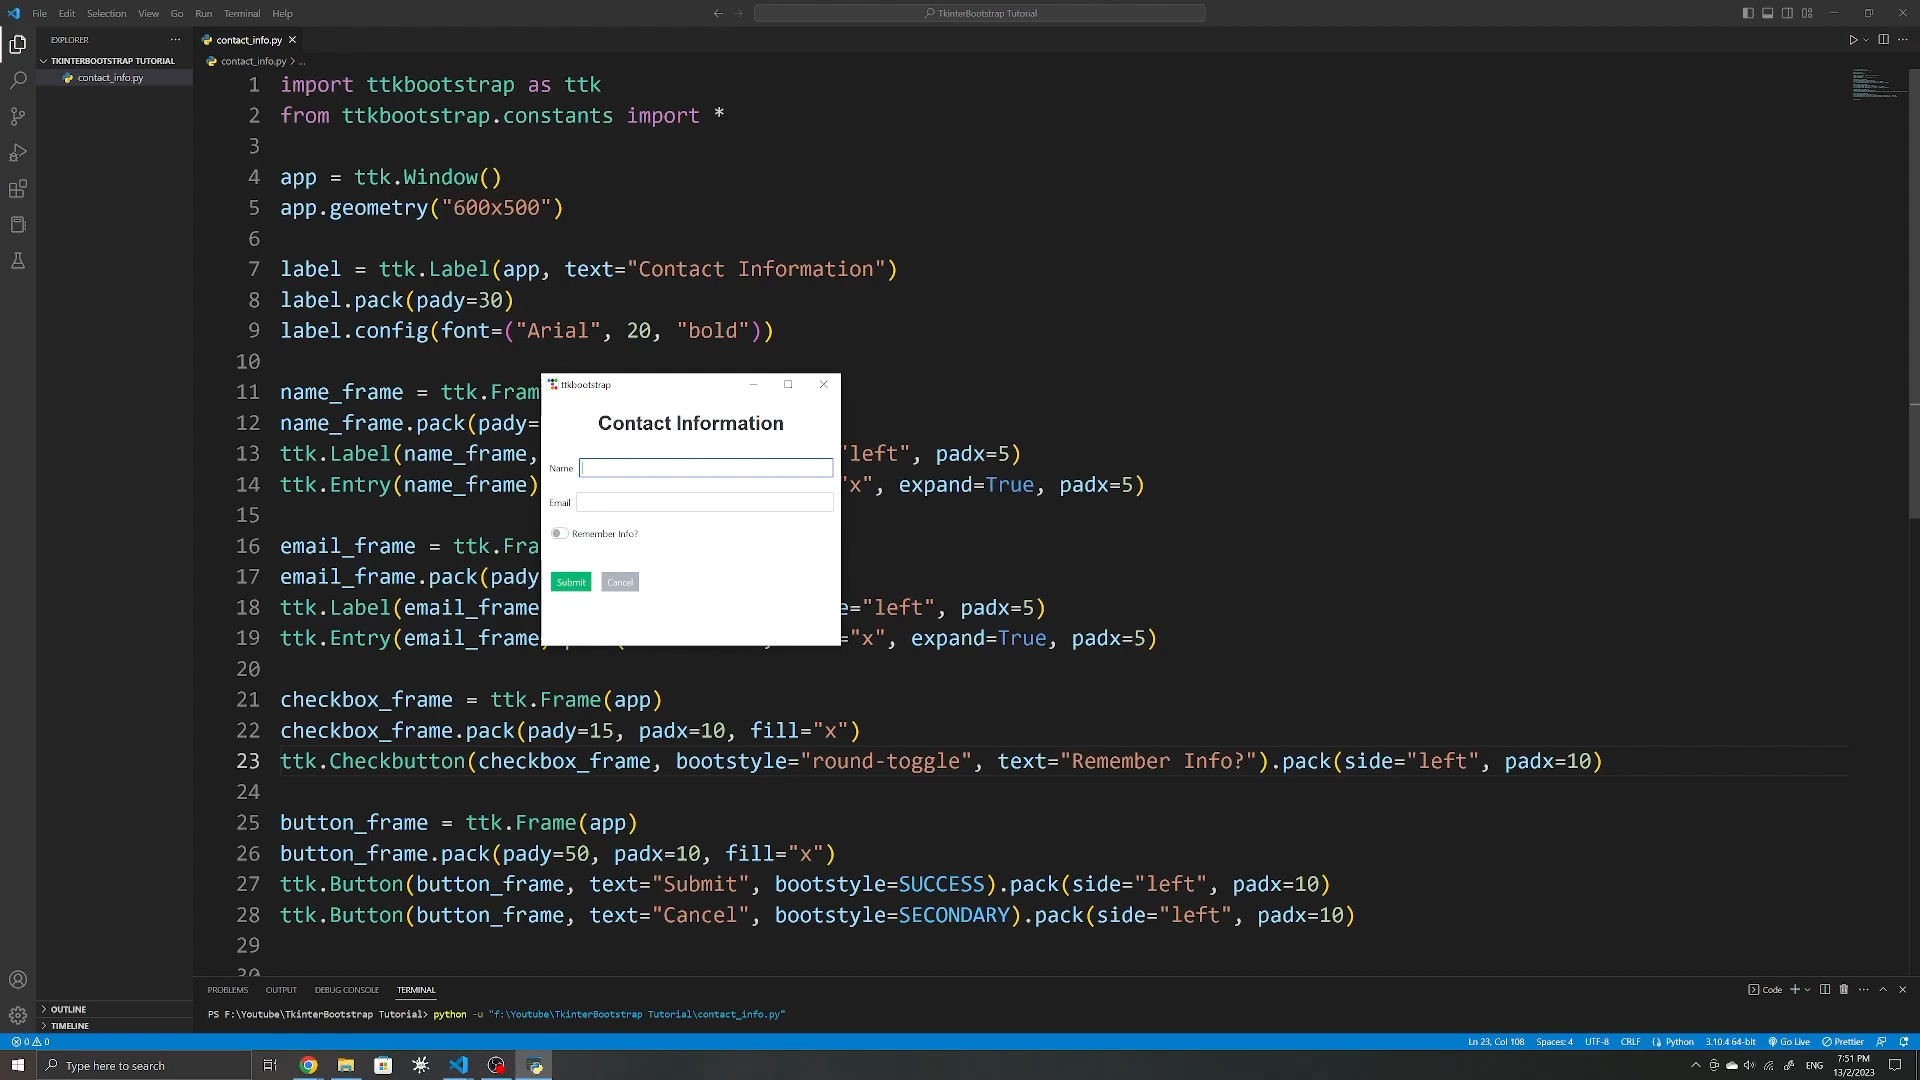 File Edit Selection View Go Run Terminal Help
TkinterBootstrap Tutorial
EXPLORER
contact_info.py
TKINTERBOOTSTRAP TUTORIAL
contact_info.py
contact_info.py > ...
1 import ttkbootstrap as ttk
2 from ttkbootstrap.constants import *
3
4 app = ttk.Window()
5 app.geometry("600x500")
6
7 label = ttk.Label(app, text="Contact Information")
8 label.pack(pady=30)
9 label.config(font=("Arial", 20, "bold"))
10
11 name_frame = ttk.Fram
12 name_frame.pack(pady=
13 ttk.Label(name_frame, "left", padx=5)
14 ttk.Entry(name_frame) "x", expand=True, padx=5)
15
16 email_frame = ttk.Fra
17 email_frame.pack(pady
18 ttk.Label(email_frame e="left", padx=5)
19 ttk.Entry(email_frame ="x", expand=True, padx=5)
20
21 checkbox_frame = ttk.Frame(app)
22 checkbox_frame.pack(pady=15, padx=10, fill="x")
23 ttk.Checkbutton(checkbox_frame, bootstyle="round-toggle", text="Remember Info?").pack(side="left", padx=10)
24
25 button_frame = ttk.Frame(app)
26 button_frame.pack(pady=50, padx=10, fill="x")
27 ttk.Button(button_frame, text="Submit", bootstyle=SUCCESS).pack(side="left", padx=10)
28 ttk.Button(button_frame, text="Cancel", bootstyle=SECONDARY).pack(side="left", padx=10)
29
30
ttkbootstrap
Contact Information
Name
Email
Remember Info?
Submit Cancel
PROBLEMS OUTPUT DEBUG CONSOLE TERMINAL
Code
PS F:\Youtube\TkinterBootstrap Tutorial> python -u "f:\Youtube\TkinterBootstrap Tutorial\contact_info.py"
OUTLINE
TIMELINE
0 0
Ln 23, Col 108 Spaces: 4 UTF-8 CRLF Python 3.10.4 64-bit Go Live Prettier
Type here to search
ENG
7:51 PM
13/2/2023